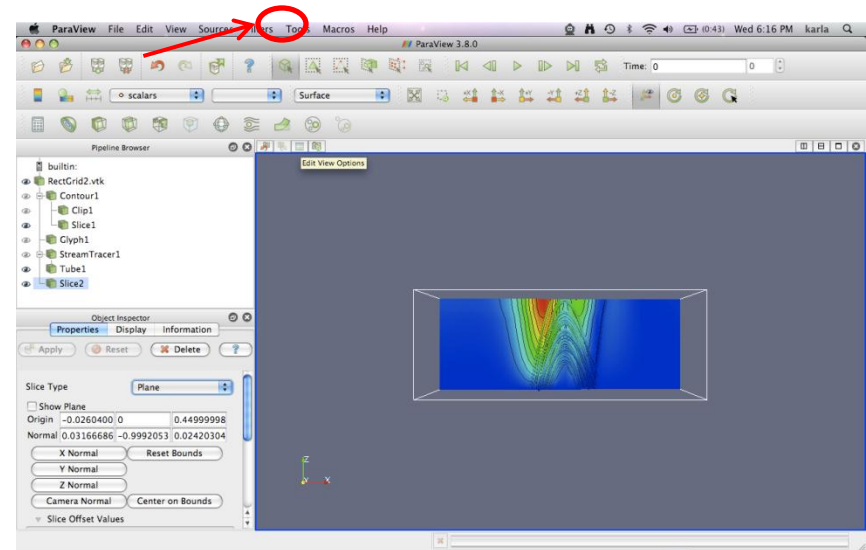 ParaView File Edit View Sources Filters Tools Macros Help (0:43) Wed 6:16 PM karla
ParaView 3.8.0
Time: 0 0
scalars Surface
+X -X +Y -Y +Z -Z
Pipeline Browser
Edit View Options
builtin:
RectGrid2.vtk
Contour1
Clip1
Slice1
Glyph1
StreamTracer1
Tube1
Slice2
Object Inspector
Properties Display Information
Apply Reset Delete ?
Slice Type Plane
Show Plane
Origin -0.0260400 0 0.44999998
Normal 0.03166686 -0.9992053 0.02420304
X Normal Reset Bounds
Y Normal
Z Normal
Camera Normal Center on Bounds
Slice Offset Values
Z
Y X